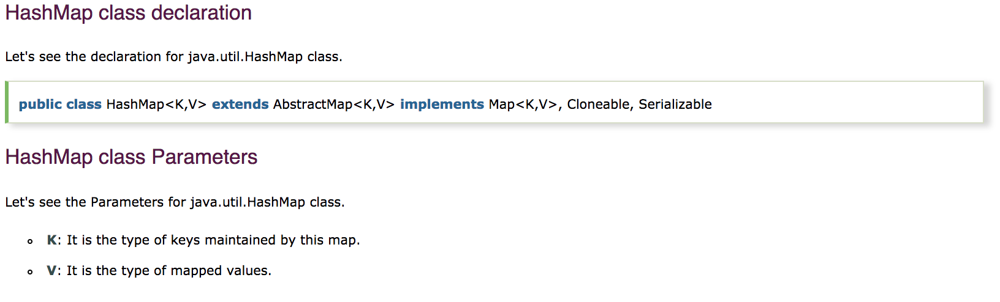 HashMap class declaration
Let's see the declaration for java.util.HashMap class.
public class HashMap<K,V> extends AbstractMap<K,V> implements Map<K,V>, Cloneable, Serializable
HashMap class Parameters
Let's see the Parameters for java.util.HashMap class.
K: It is the type of keys maintained by this map.
V: It is the type of mapped values.